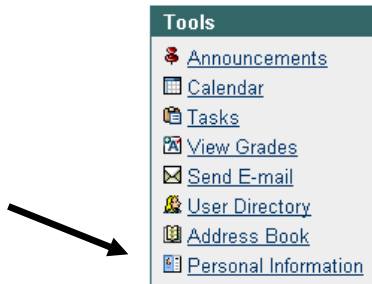 Tools
Announcements
Calendar
Tasks
View Grades
Send E-mail
User Directory
Address Book
Personal Information